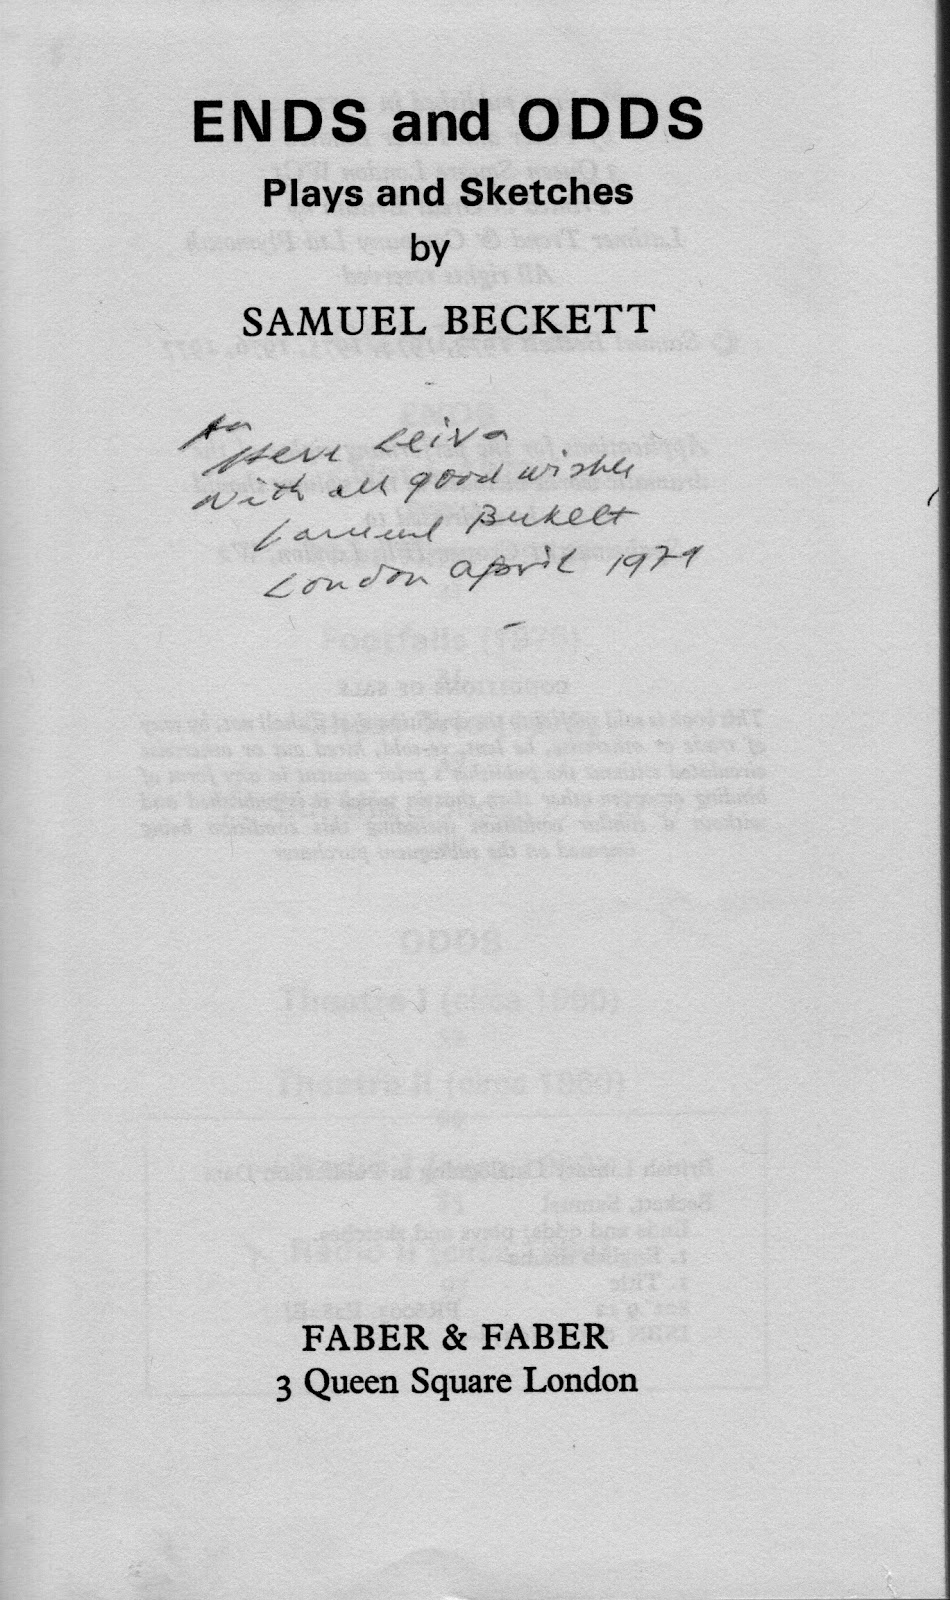 ENDS and ODDS
Plays and Sketches
by
SAMUEL BECKETT
for
Steve Leiva
with all good wishes
Samuel Beckett
London April 1979
FABER & FABER
3 Queen Square London